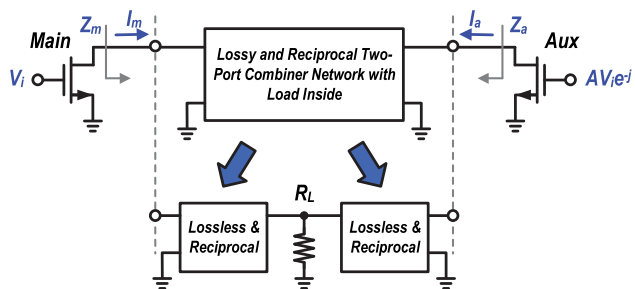 Main
Zm
Im
Lossy and Reciprocal Two-
Port Combiner Network with
Load Inside
Ia
Za
Aux
Vi
AVie-j
Lossless &
Reciprocal
RL
Lossless &
Reciprocal